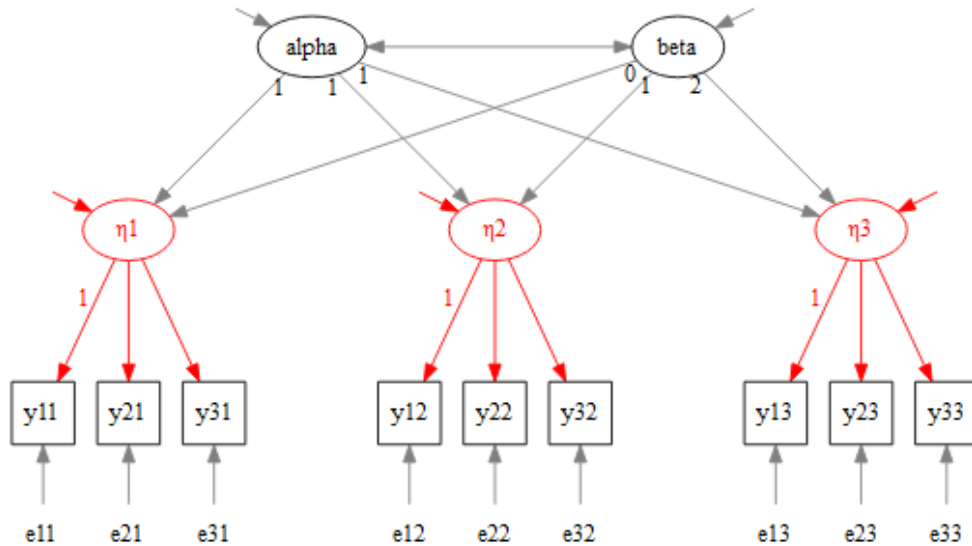 alpha beta
1 1 1 0 1 2
η1 η2 η3
1 1 1
y11 y21 y31 y12 y22 y32 y13 y23 y33
e11 e21 e31 e12 e22 e32 e13 e23 e33